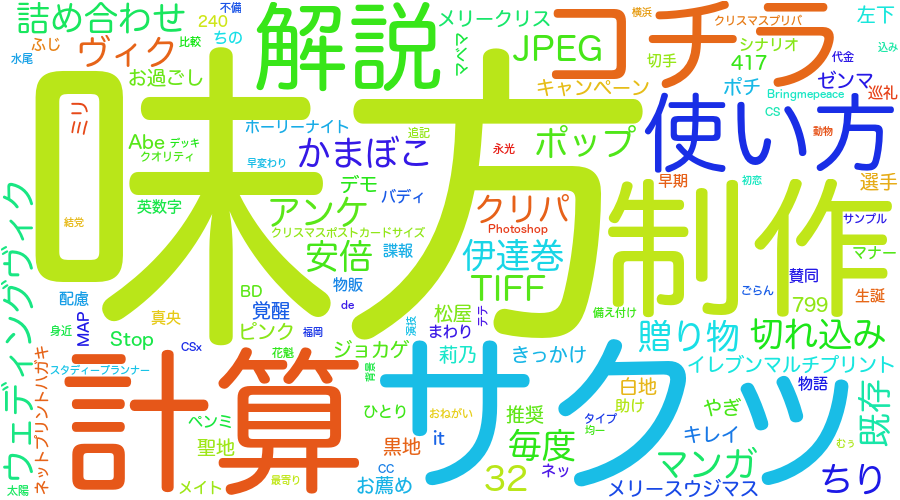 詰め合わせ
240
不備
メリークリス
横浜
クリスマスプリパ
左下
ふじ
ヴィク
比較
ちの
解説
マペペ
JPEG
コチラ
切手
シナリオ
代金
込み
水尾
お過ごし
キャンペーン
417
ポチ
ゼンマ
巡礼
Bringmepeace
CS
ミリ
味方
ホーリーナイト
追記
ポップ
使い方
動物
Abe
デッキ
クオリティ
早変わり
かまぼこ
永光
デモ
バディ
英数字
アンケ
クリパ
早期
初恋
選手
制作
サンプル
結党
クリスマスポストカードサイズ
Photoshop
安倍
諜報
伊達巻
マナー
ウェディングヴィク
BD
物販
TIFF
賛同
ごらん
799
生誕
配慮
覚醒
de
MAP
真央
身近
Stop
ピンク
福岡
松屋
まわり
テテ
演技
備え付け
贈り物
切れ込み
CSx
花魁
ジョカゲ
莉乃
きっかけ
イレブンマルチプリント
スタディープランナー
背景
計算
サクッ
白地
物語
既存
ネットプリントハガキ
ペンミ
ひとり
おねがい
推奨
タイプ
助け
やぎ
聖地
黒地
it
毎度
均一
キレイ
むぅ
マンガ
ネッ
CC
太陽
メイト
最寄り
お薦め
32
メリースウジマス
ちり